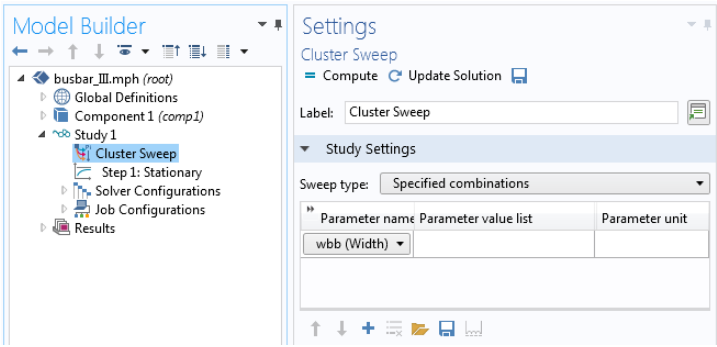 Model Builder
busbar_III.mph (root)
Global Definitions
Component 1 (comp1)
Study 1
Cluster Sweep
Step 1: Stationary
Solver Configurations
Job Configurations
Results
Settings
Cluster Sweep
= Compute Update Solution
Label: Cluster Sweep
Study Settings
Sweep type: Specified combinations
Parameter name Parameter value list Parameter unit
wbb (Width)